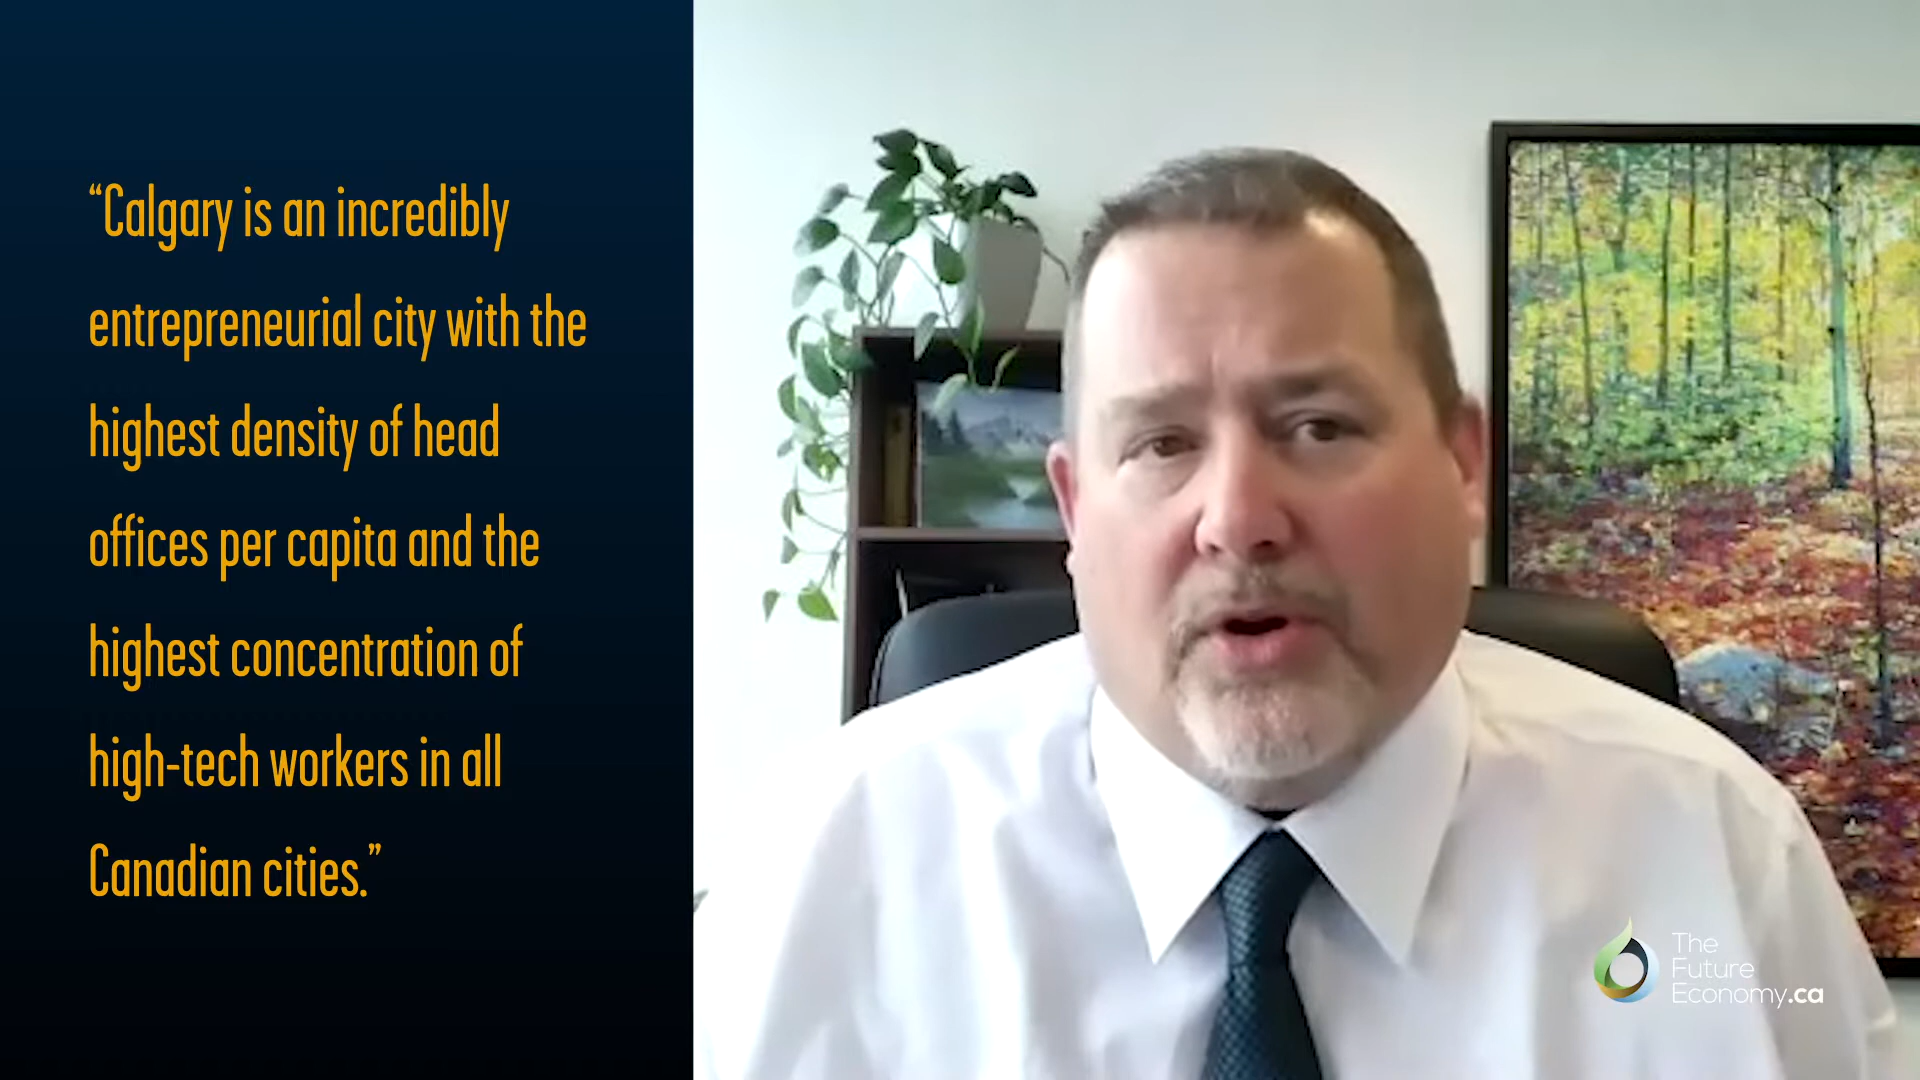 “Calgary is an incredibly
entrepreneurial city with the
highest density of head
offices per capita and the
highest concentration of
high-tech workers in all
Canadian cities.”
The
Future
Economy.ca